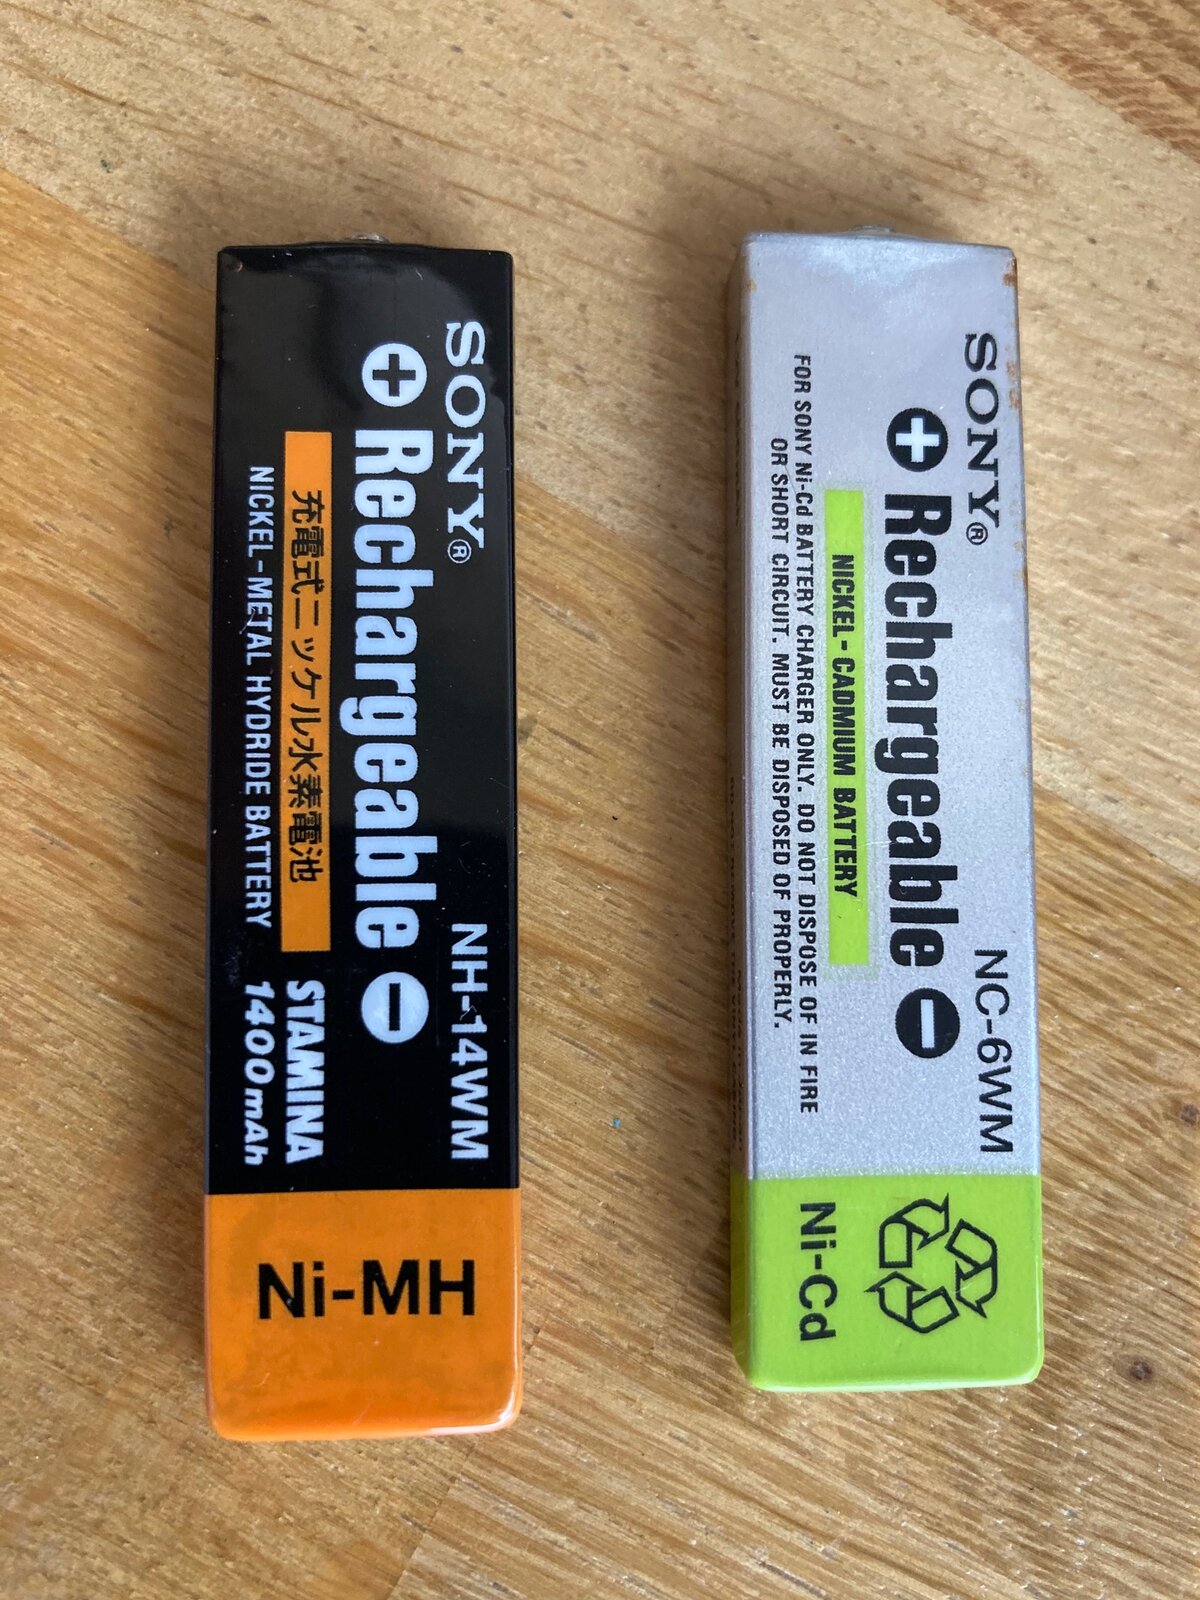 SONY® NH-14WM
+ Rechargeable −
充電式ニッケル水素電池
STAMINA
NICKEL-METAL HYDRIDE BATTERY
1400mAh
Ni-MH
SONY® NC-6WM
+ Rechargeable −
NICKEL-CADMIUM BATTERY
FOR SONY Ni-Cd BATTERY CHARGER ONLY. DO NOT DISPOSE OF IN FIRE
OR SHORT CIRCUIT. MUST BE DISPOSED OF PROPERLY.
Ni-Cd